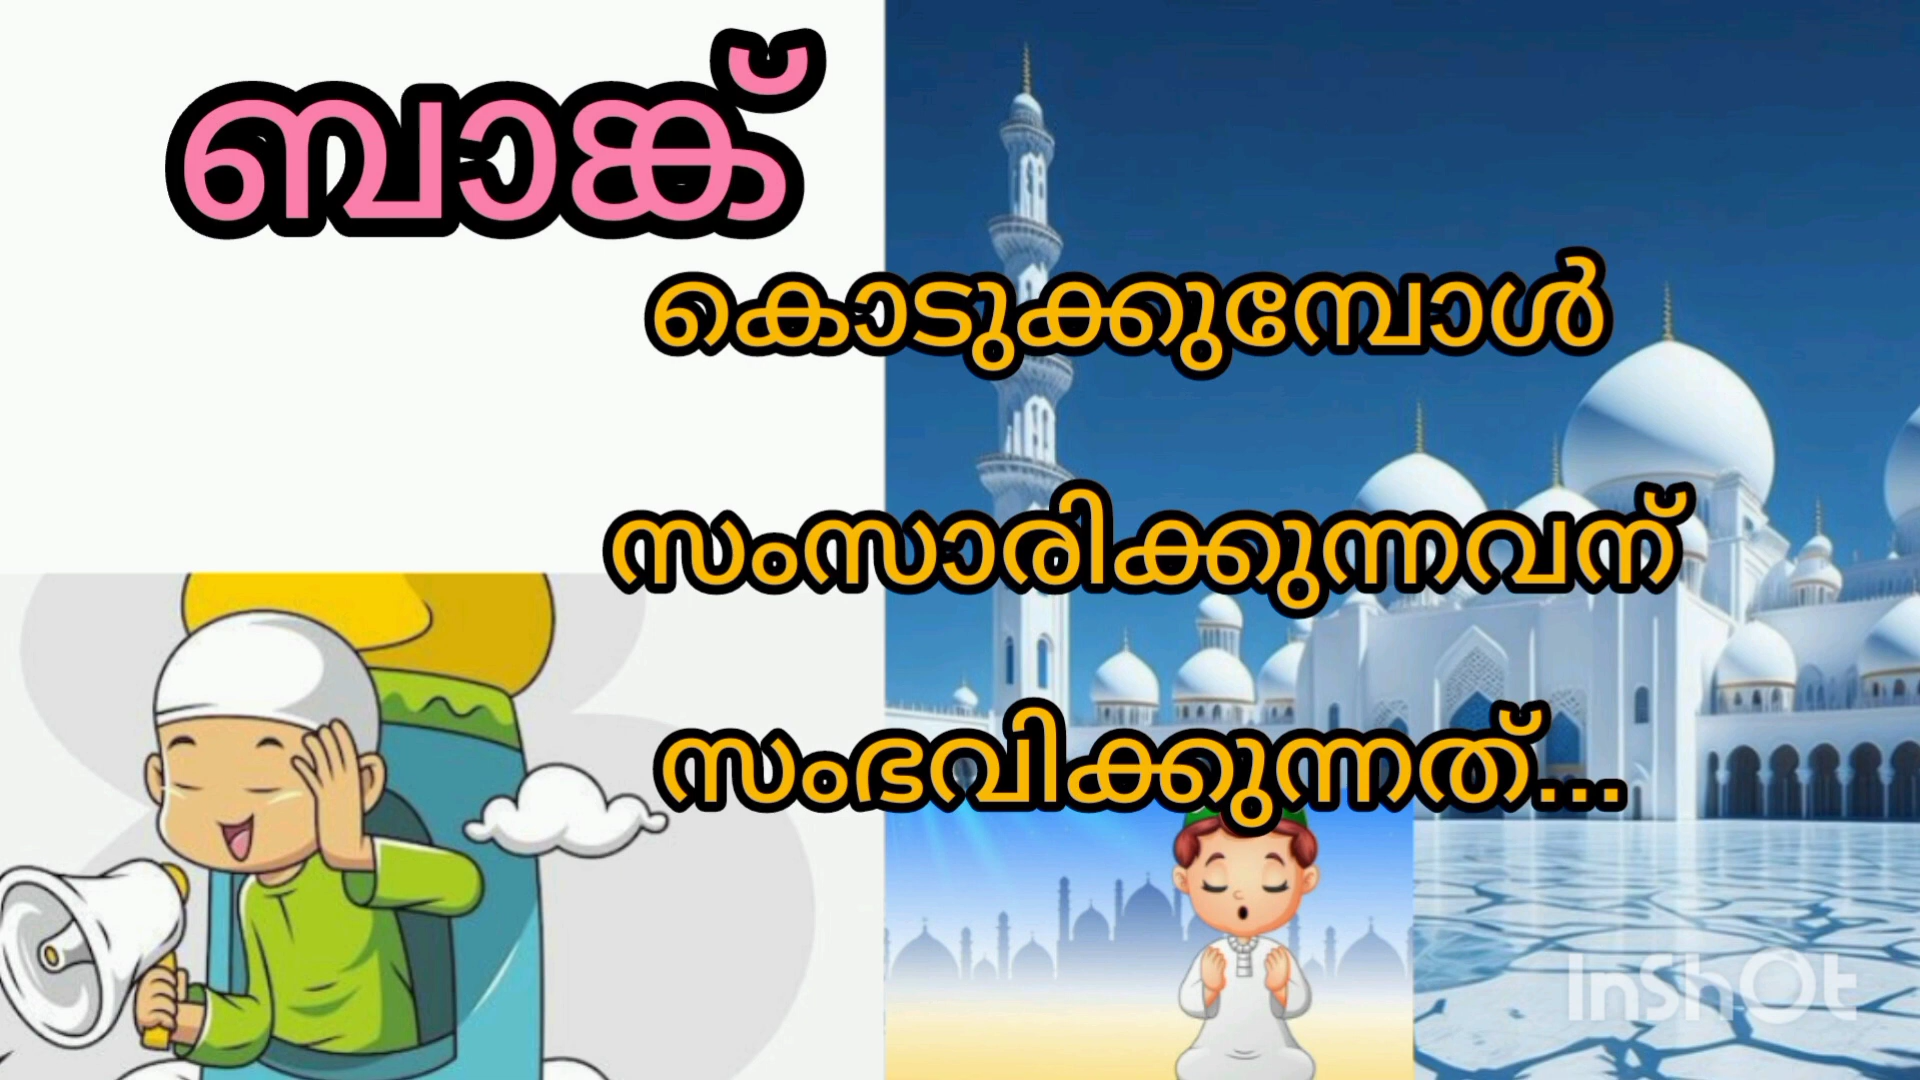 ബാങ്ക്
കൊടുക്കുമ്പോൾ
സംസാരിക്കുന്നവന്
സംഭവിക്കുന്നത്...
InShOt